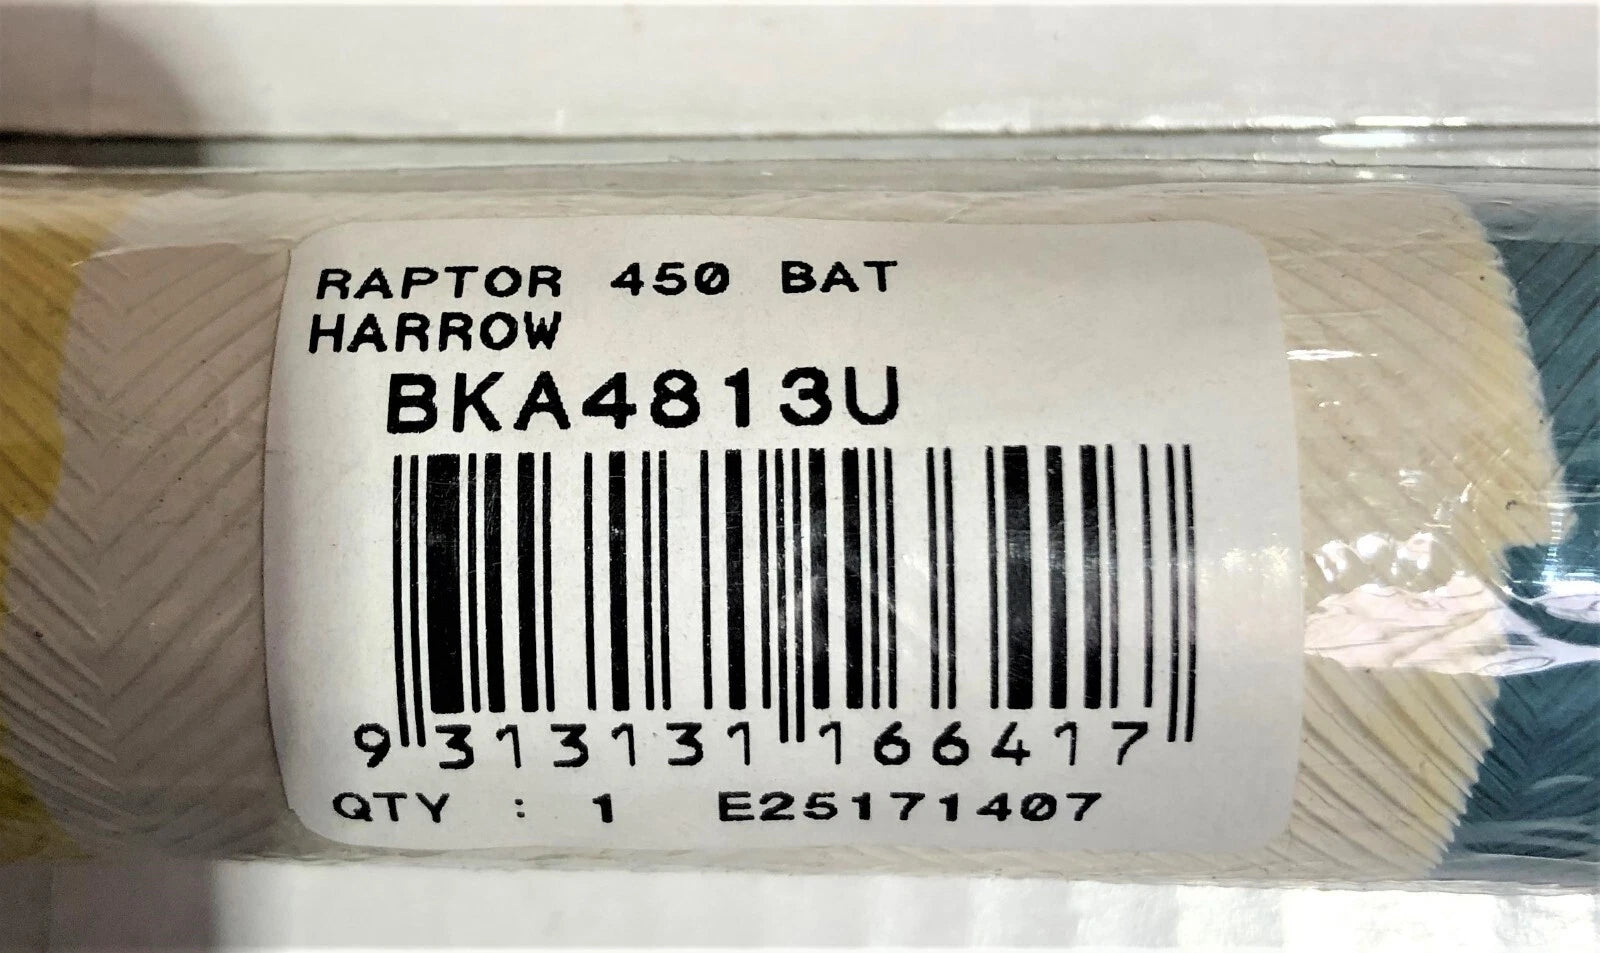 RAPTOR 450 BAT
HARROW
BKA4813U
9 313131 166417
QTY : 1 E25171407